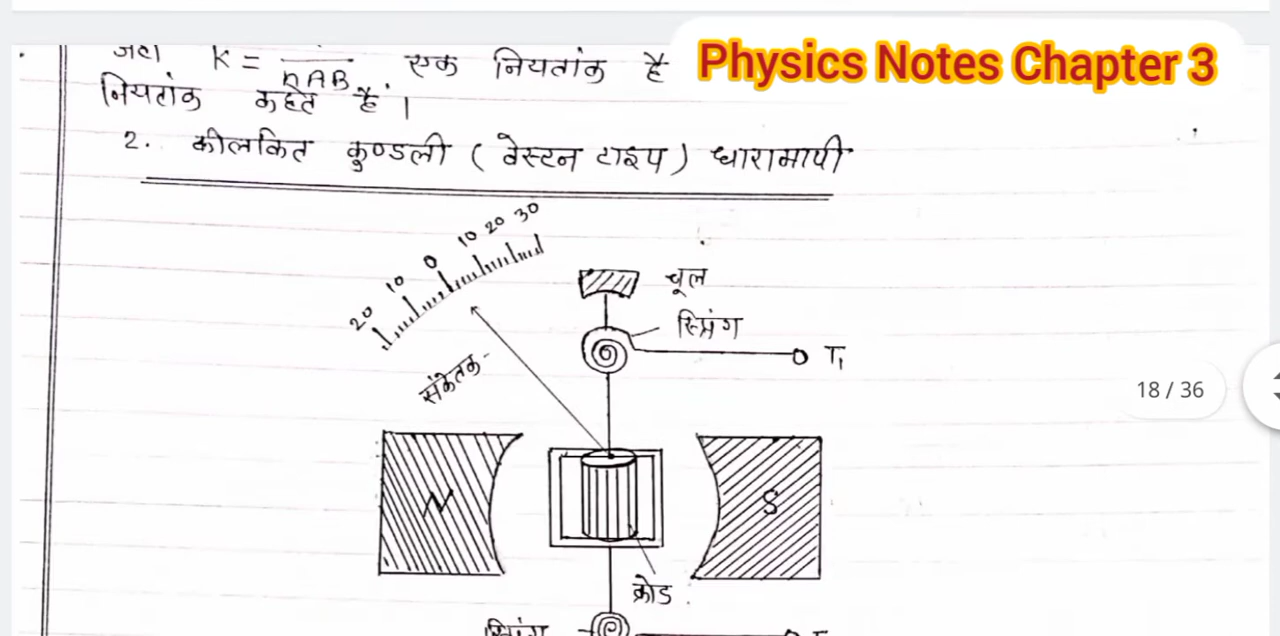 Physics Notes Chapter 3
जहाँ K = nAB एक नियतांक है
नियतांक कहते हैं।
2. कीलकित कुण्डली (वेस्टन टाइप) धारामापी
20 10 0 10 20 30
चूल
स्प्रिंग
T₁
संकेतक
18 / 36
N
S
क्रोड
स्प्रिंग